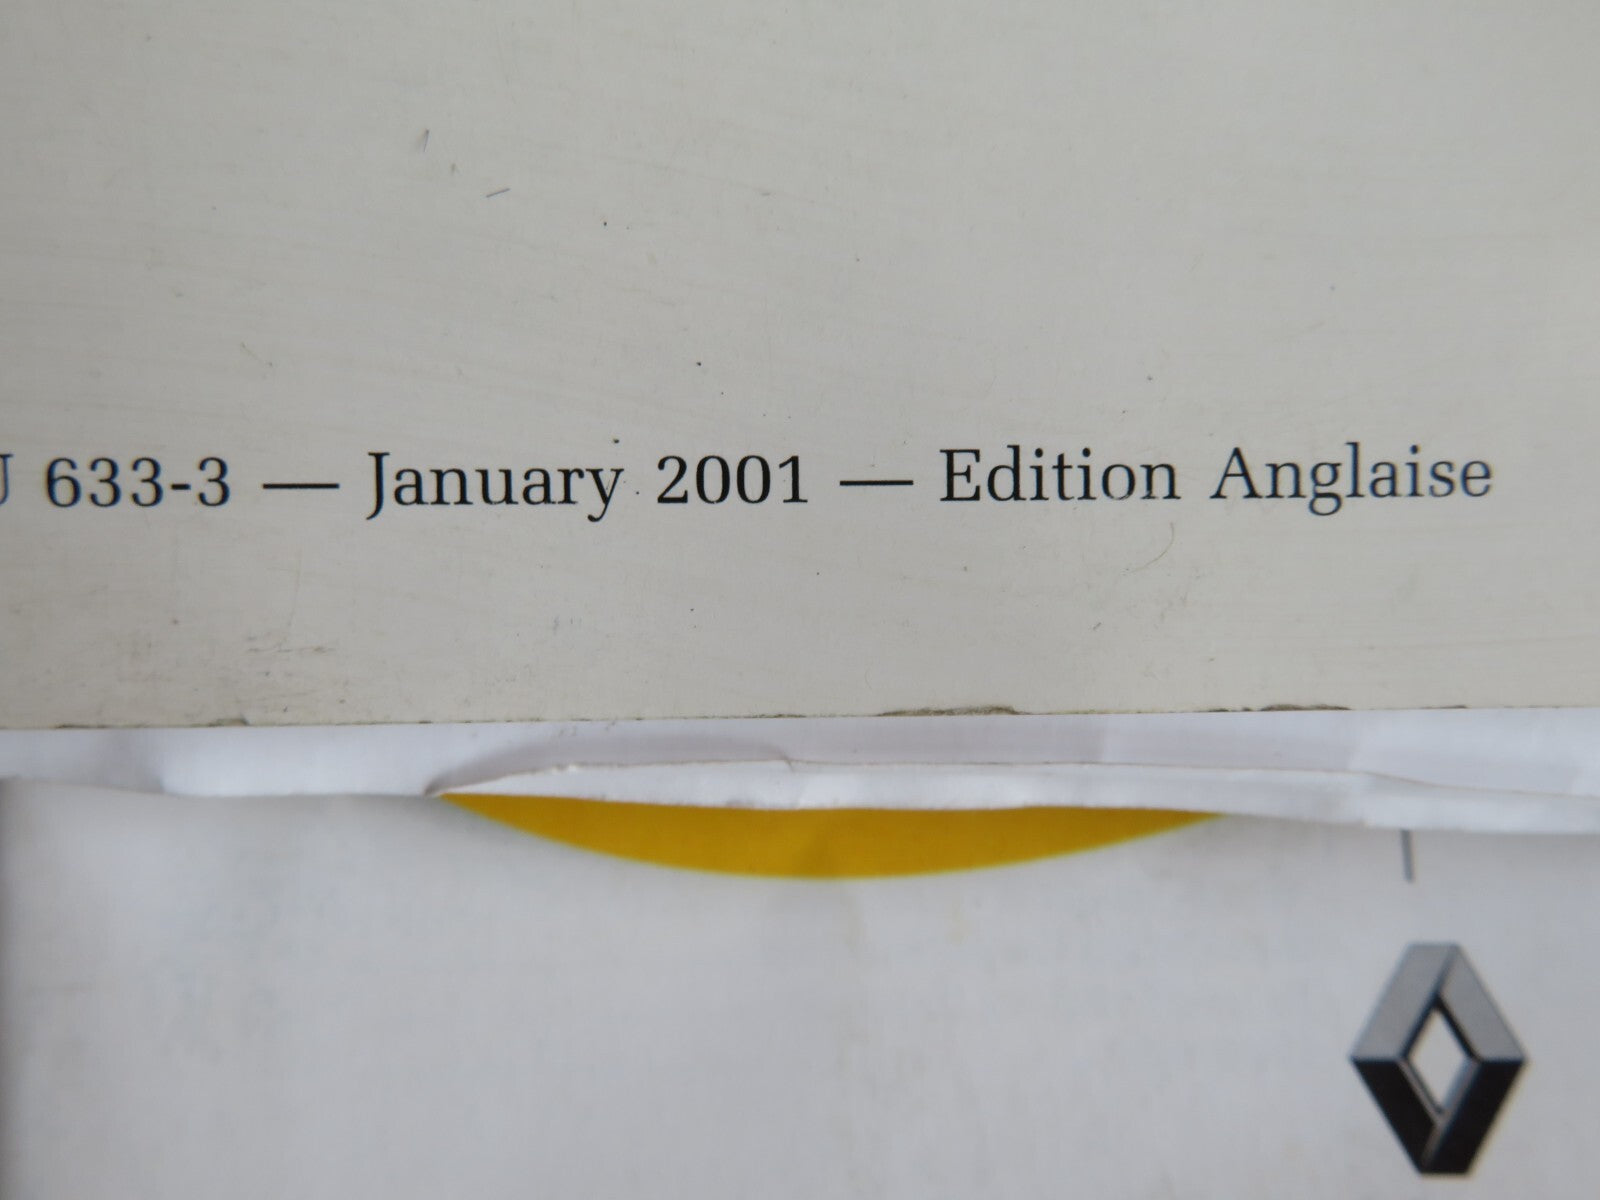 633-3 — January 2001 — Edition Anglaise